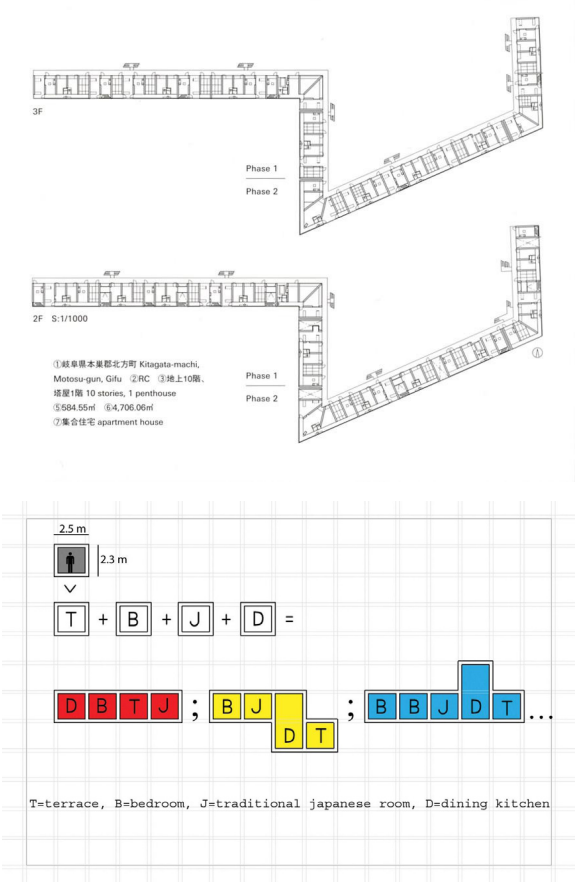 3F
Phase 1
Phase 2
2F S:1/1000
①岐阜県本巣郡北方町 Kitagata-machi,
Motosu-gun, Gifu ②RC ③地上10階、
塔屋1階 10 stories, 1 penthouse
⑤584.55㎡ ⑥4,706.06㎡
⑦集合住宅 apartment house
Phase 1
Phase 2
2.5 m
2.3 m
T + B + J + D =
D B T J ; B J D T ; B B J D T ...
T=terrace, B=bedroom, J=traditional japanese room, D=dining kitchen